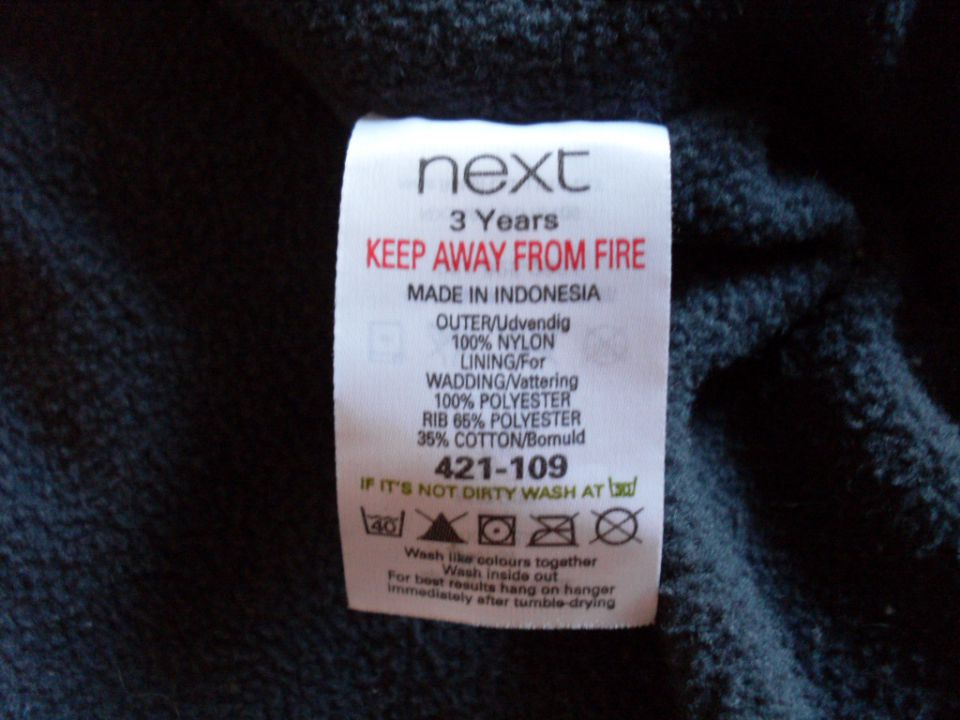 next
3 Years
KEEP AWAY FROM FIRE
MADE IN INDONESIA
OUTER/Udvendig
100% NYLON
LINING/For
WADDING/Vattering
100% POLYESTER
RIB 65% POLYESTER
35% COTTON/Bomuld
421-109
IF IT'S NOT DIRTY WASH AT 30
40
Wash like colours together
Wash inside out
For best results hang on hanger
immediately after tumble-drying